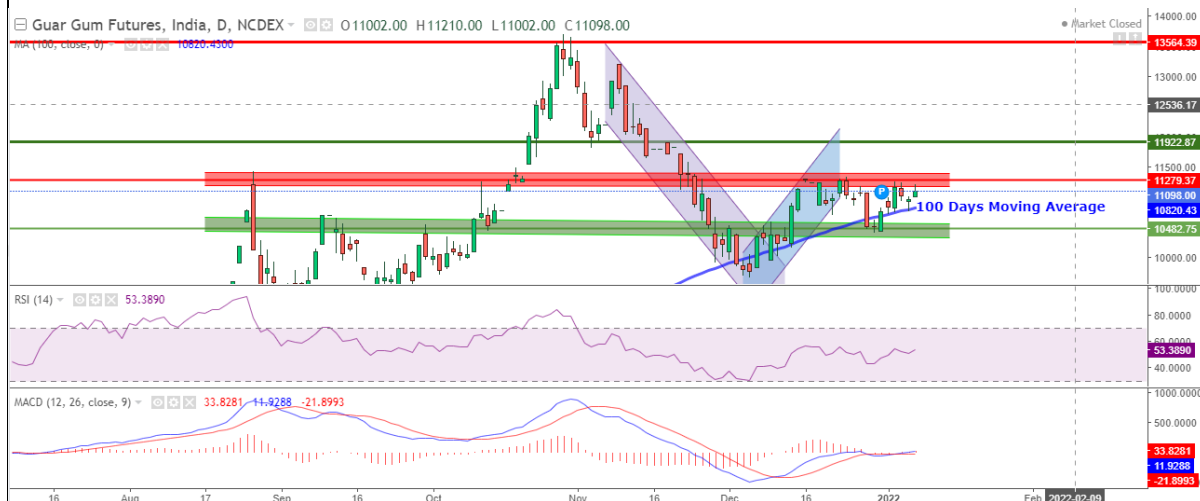 Guar Gum Futures, India, D, NCDEX O11002.00 H11210.00 L11002.00 C11098.00
Market Closed
MA (100, close, 0) 10820.4300
14000.00
13564.39
13000.00
12536.17
11922.87
11500.00
11279.37
11098.00
10820.43
100 Days Moving Average
10482.75
10000.00
P
RSI (14) 53.3890
100.0000
80.0000
60.0000
53.3890
40.0000
MACD (12, 26, close, 9) 33.8281 11.9288 -21.8993
1000.0000
500.0000
33.8281
11.9288
-21.8993
16 Aug 17 Sep 16 Oct Nov 16 Dec 16 2022 Feb 2022-02-09